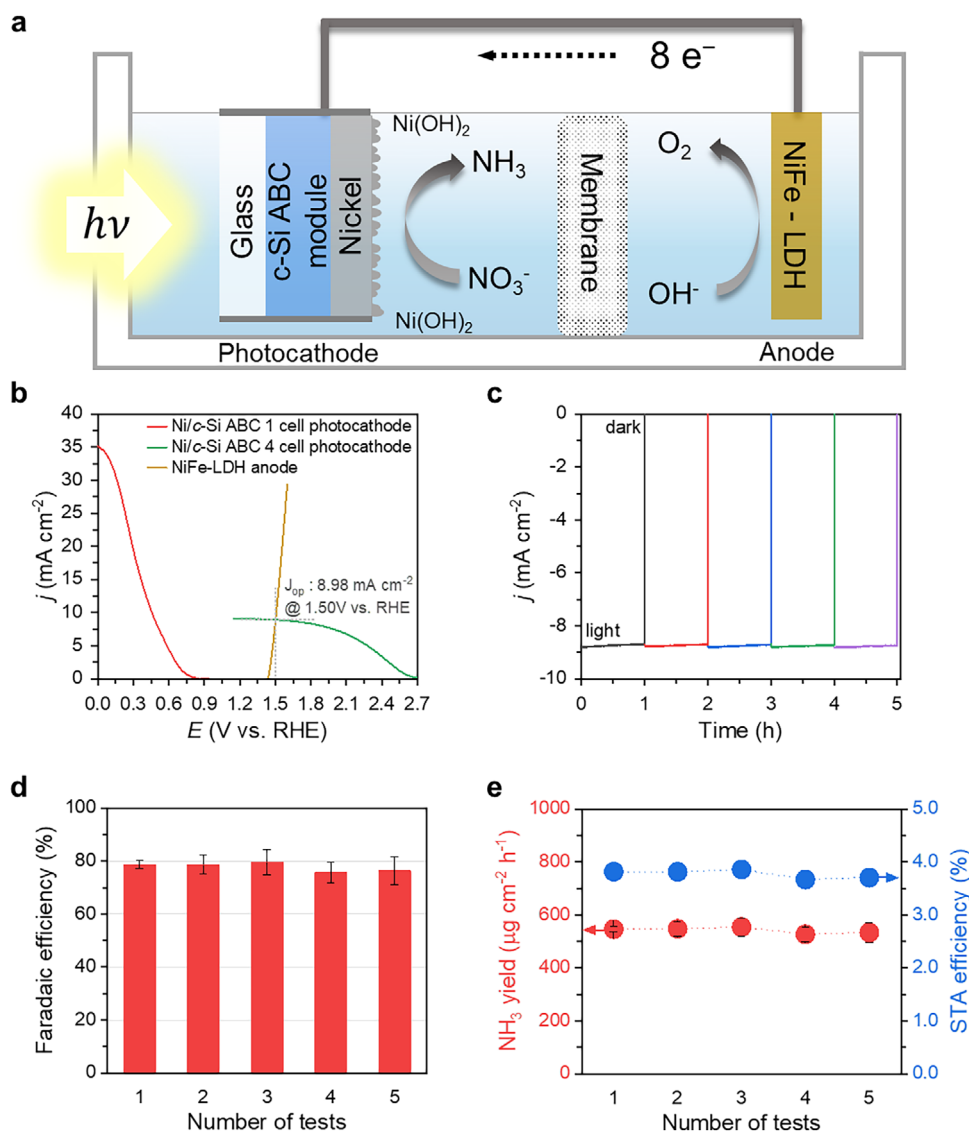 a
8 e⁻
hν
Glass
c-Si ABC
module
Nickel
Ni(OH)₂
NH₃
NO₃⁻
Ni(OH)₂
Membrane
O₂
OH⁻
NiFe - LDH
Photocathode
Anode
b
Ni/c-Si ABC 1 cell photocathode
Ni/c-Si ABC 4 cell photocathode
NiFe-LDH anode
Jₒₚ : 8.98 mA cm⁻²
@ 1.50V vs. RHE
40
35
30
25
20
15
10
5
0
j (mA cm⁻²)
0.0 0.3 0.6 0.9 1.2 1.5 1.8 2.1 2.4 2.7
E (V vs. RHE)
c
dark
light
0
-2
-4
-6
-8
-10
j (mA cm⁻²)
0 1 2 3 4 5
Time (h)
d
100
80
60
40
20
0
Faradaic efficiency (%)
1 2 3 4 5
Number of tests
e
1000
800
600
400
200
0
NH₃ yield (μg cm⁻² h⁻¹)
5.0
4.0
3.0
2.0
1.0
0.0
STA efficiency (%)
1 2 3 4 5
Number of tests